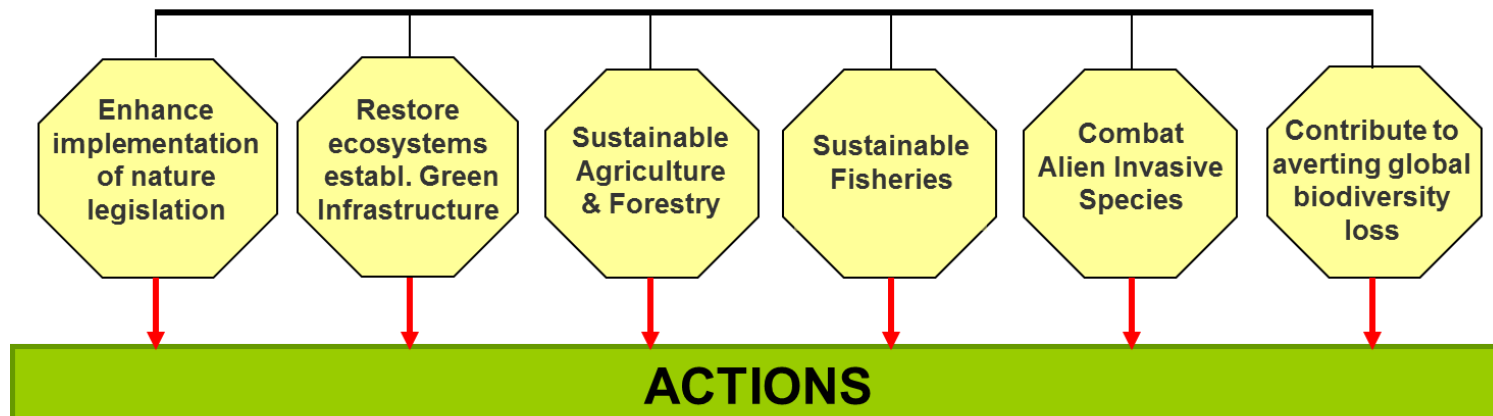 Enhance
implementation
of nature
legislation
Restore
ecosystems
establ. Green
Infrastructure
Sustainable
Agriculture
& Forestry
Sustainable
Fisheries
Combat
Alien Invasive
Species
Contribute to
averting global
biodiversity
loss
ACTIONS